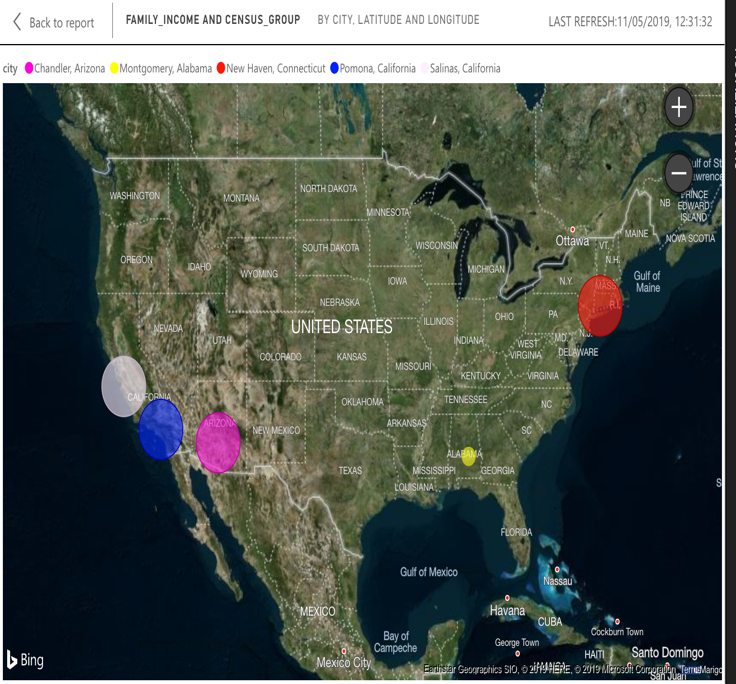 Back to report
FAMILY_INCOME AND CENSUS_GROUP
BY CITY, LATITUDE AND LONGITUDE
LAST REFRESH:11/05/2019, 12:31:32
city Chandler, Arizona Montgomery, Alabama New Haven, Connecticut Pomona, California Salinas, California
+
−
WASHINGTON
MONTANA
NORTH DAKOTA
MINNESOTA
OREGON
IDAHO
WYOMING
SOUTH DAKOTA
WISCONSIN
MICHIGAN
Ottawa
VT.
N.H.
MAINE
NB
PRINCE
EDWARD
ISLAND
NOVA SCOTIA
Gulf of
Maine
N.Y.
MASS
R.I.
IOWA
NEBRASKA
NEVADA
UTAH
UNITED STATES
ILLINOIS
INDIANA
OHIO
PA
N.J.
MD.
DELAWARE
WEST
VIRGINIA
VIRGINIA
COLORADO
KANSAS
MISSOURI
KENTUCKY
CALIFORNIA
ARIZONA
NEW MEXICO
OKLAHOMA
ARKANSAS
TENNESSEE
NC
SC
TEXAS
ALABAMA
MISSISSIPPI
GEORGIA
LOUISIANA
FLORIDA
Gulf of Mexico
Nassau
Havana
MEXICO
CUBA
Cockburn Town
Bay of
Campeche
George Town
HAITI
Santo Domingo
Mexico City
JAMAICA
San Juan
Bing
Earthstar Geographics SIO, © 2019 HERE, © 2019 Microsoft Corporation Terms